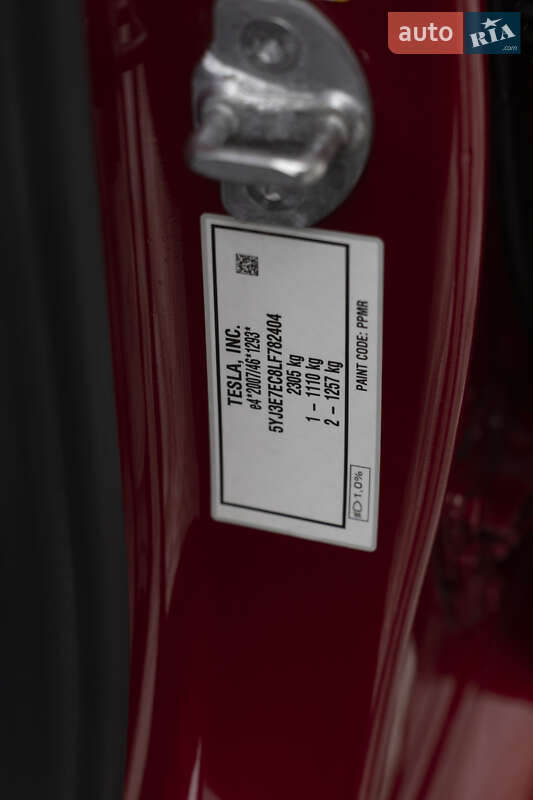 auto
RIA
.com
TESLA, INC.
e4*2007/46*1293*
5YJ3E7EC8LF782404
2305 kg
1 – 1110 kg
2 – 1257 kg
PAINT CODE: PPMR
1,0%